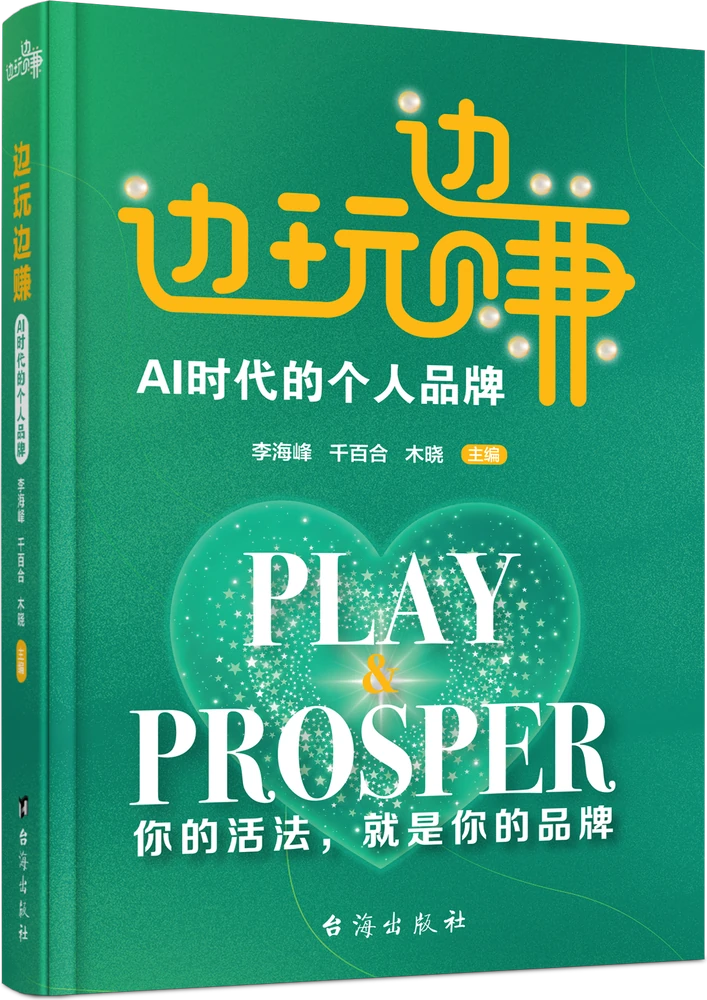 边玩边赚
AI时代的个人品牌
李海峰 千百合 木晓 主编
PLAY
&
PROSPER
你的活法，就是你的品牌
台海出版社
边玩边赚
边玩边赚
AI时代的个人品牌
李海峰 千百合 木晓 主编
台海出版社